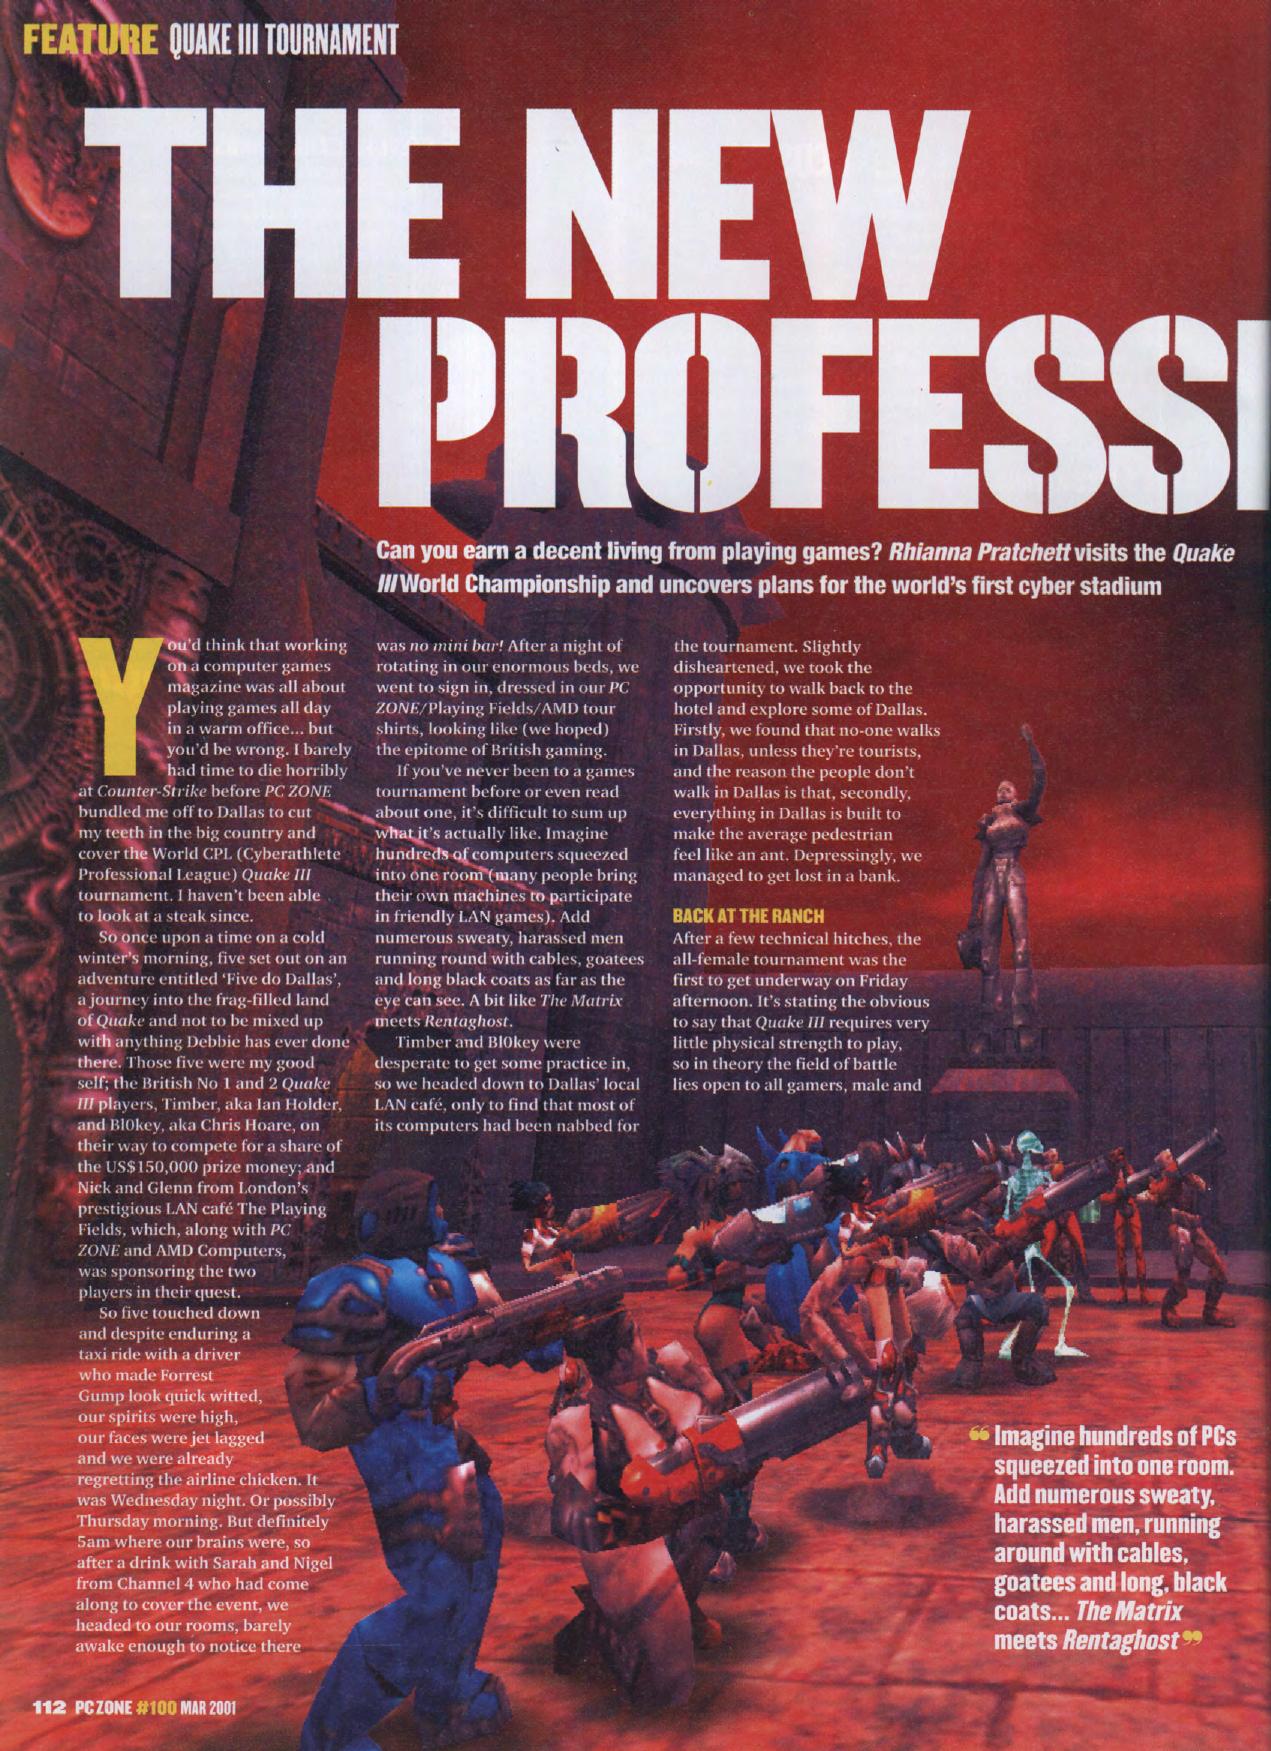 FEATURE QUAKE III TOURNAMENT
THE NEW
PROFESSI
Can you earn a decent living from playing games? Rhianna Pratchett visits the Quake
III World Championship and uncovers plans for the world's first cyber stadium
You'd think that working
on a computer games
magazine was all about
playing games all day
in a warm office... but
you'd be wrong. I barely
had time to die horribly
at Counter-Strike before PC ZONE
bundled me off to Dallas to cut
my teeth in the big country and
cover the World CPL (Cyberathlete
Professional League) Quake III
tournament. I haven't been able
to look at a steak since.
So once upon a time on a cold
winter's morning, five set out on an
adventure entitled 'Five do Dallas',
a journey into the frag-filled land
of Quake and not to be mixed up
with anything Debbie has ever done
there. Those five were my good
self; the British No 1 and 2 Quake
III players, Timber, aka Ian Holder,
and Bl0key, aka Chris Hoare, on
their way to compete for a share of
the US$150,000 prize money; and
Nick and Glenn from London's
prestigious LAN café The Playing
Fields, which, along with PC
ZONE and AMD Computers,
was sponsoring the two
players in their quest.
So five touched down
and despite enduring a
taxi ride with a driver
who made Forrest
Gump look quick witted,
our spirits were high,
our faces were jet lagged
and we were already
regretting the airline chicken. It
was Wednesday night. Or possibly
Thursday morning. But definitely
5am where our brains were, so
after a drink with Sarah and Nigel
from Channel 4 who had come
along to cover the event, we
headed to our rooms, barely
awake enough to notice there
was no mini bar! After a night of
rotating in our enormous beds, we
went to sign in, dressed in our PC
ZONE/Playing Fields/AMD tour
shirts, looking like (we hoped)
the epitome of British gaming.
If you've never been to a games
tournament before or even read
about one, it's difficult to sum up
what it's actually like. Imagine
hundreds of computers squeezed
into one room (many people bring
their own machines to participate
in friendly LAN games). Add
numerous sweaty, harassed men
running round with cables, goatees
and long black coats as far as the
eye can see. A bit like The Matrix
meets Rentaghost.
Timber and Bl0key were
desperate to get some practice in,
so we headed down to Dallas' local
LAN café, only to find that most of
its computers had been nabbed for
the tournament. Slightly
disheartened, we took the
opportunity to walk back to the
hotel and explore some of Dallas.
Firstly, we found that no-one walks
in Dallas, unless they're tourists,
and the reason the people don't
walk in Dallas is that, secondly,
everything in Dallas is built to
make the average pedestrian
feel like an ant. Depressingly, we
managed to get lost in a bank.
BACK AT THE RANCH
After a few technical hitches, the
all-female tournament was the
first to get underway on Friday
afternoon. It's stating the obvious
to say that Quake III requires very
little physical strength to play,
so in theory the field of battle
lies open to all gamers, male and
“Imagine hundreds of PCs
squeezed into one room.
Add numerous sweaty,
harassed men, running
around with cables,
goatees and long, black
coats... The Matrix
meets Rentaghost”
112 PCZONE #100 MAR 2001